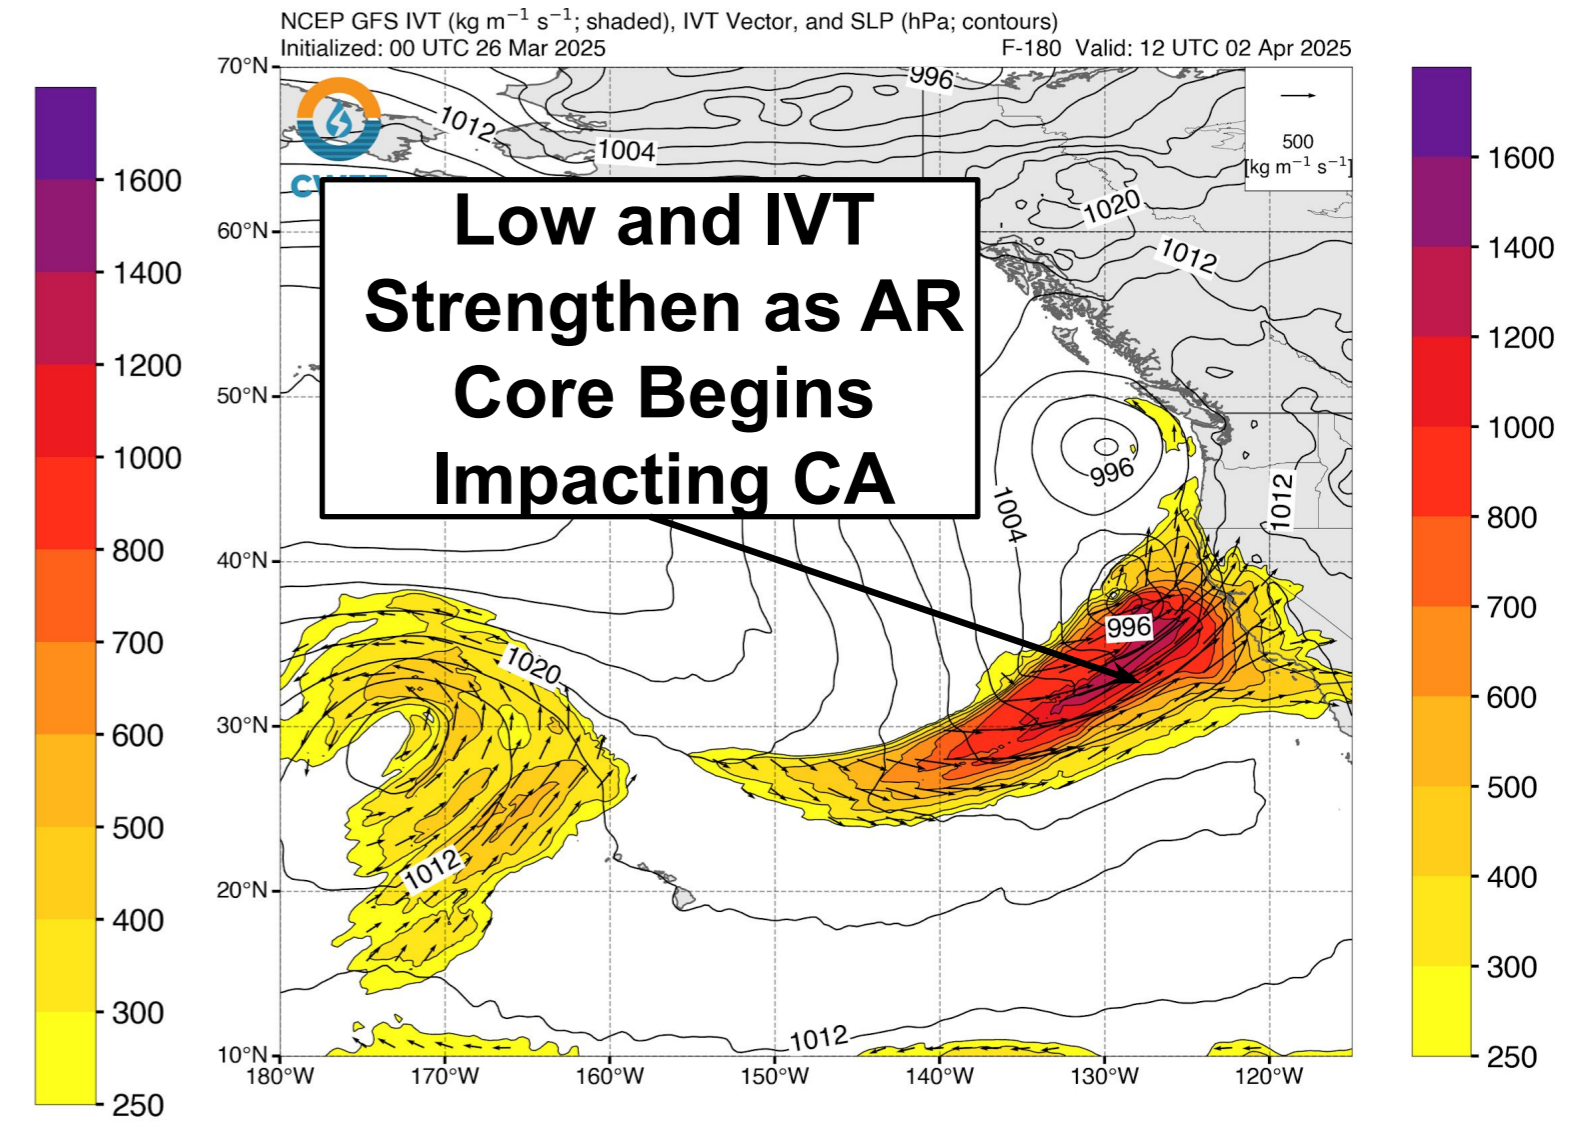 NCEP GFS IVT (kg m⁻¹ s⁻¹; shaded), IVT Vector, and SLP (hPa; contours)
Initialized: 00 UTC 26 Mar 2025 F-180 Valid: 12 UTC 02 Apr 2025
Low and IVT
Strengthen as AR
Core Begins
Impacting CA
500
[kg m⁻¹ s⁻¹]
70°N
60°N
50°N
40°N
30°N
20°N
10°N
180°W 170°W 160°W 150°W 140°W 130°W 120°W
1600
1400
1200
1000
800
700
600
500
400
300
250
1600
1400
1200
1000
800
700
600
500
400
300
250
996
1012
1004
1020
1012
996
1004
1012
996
1020
1012
1012